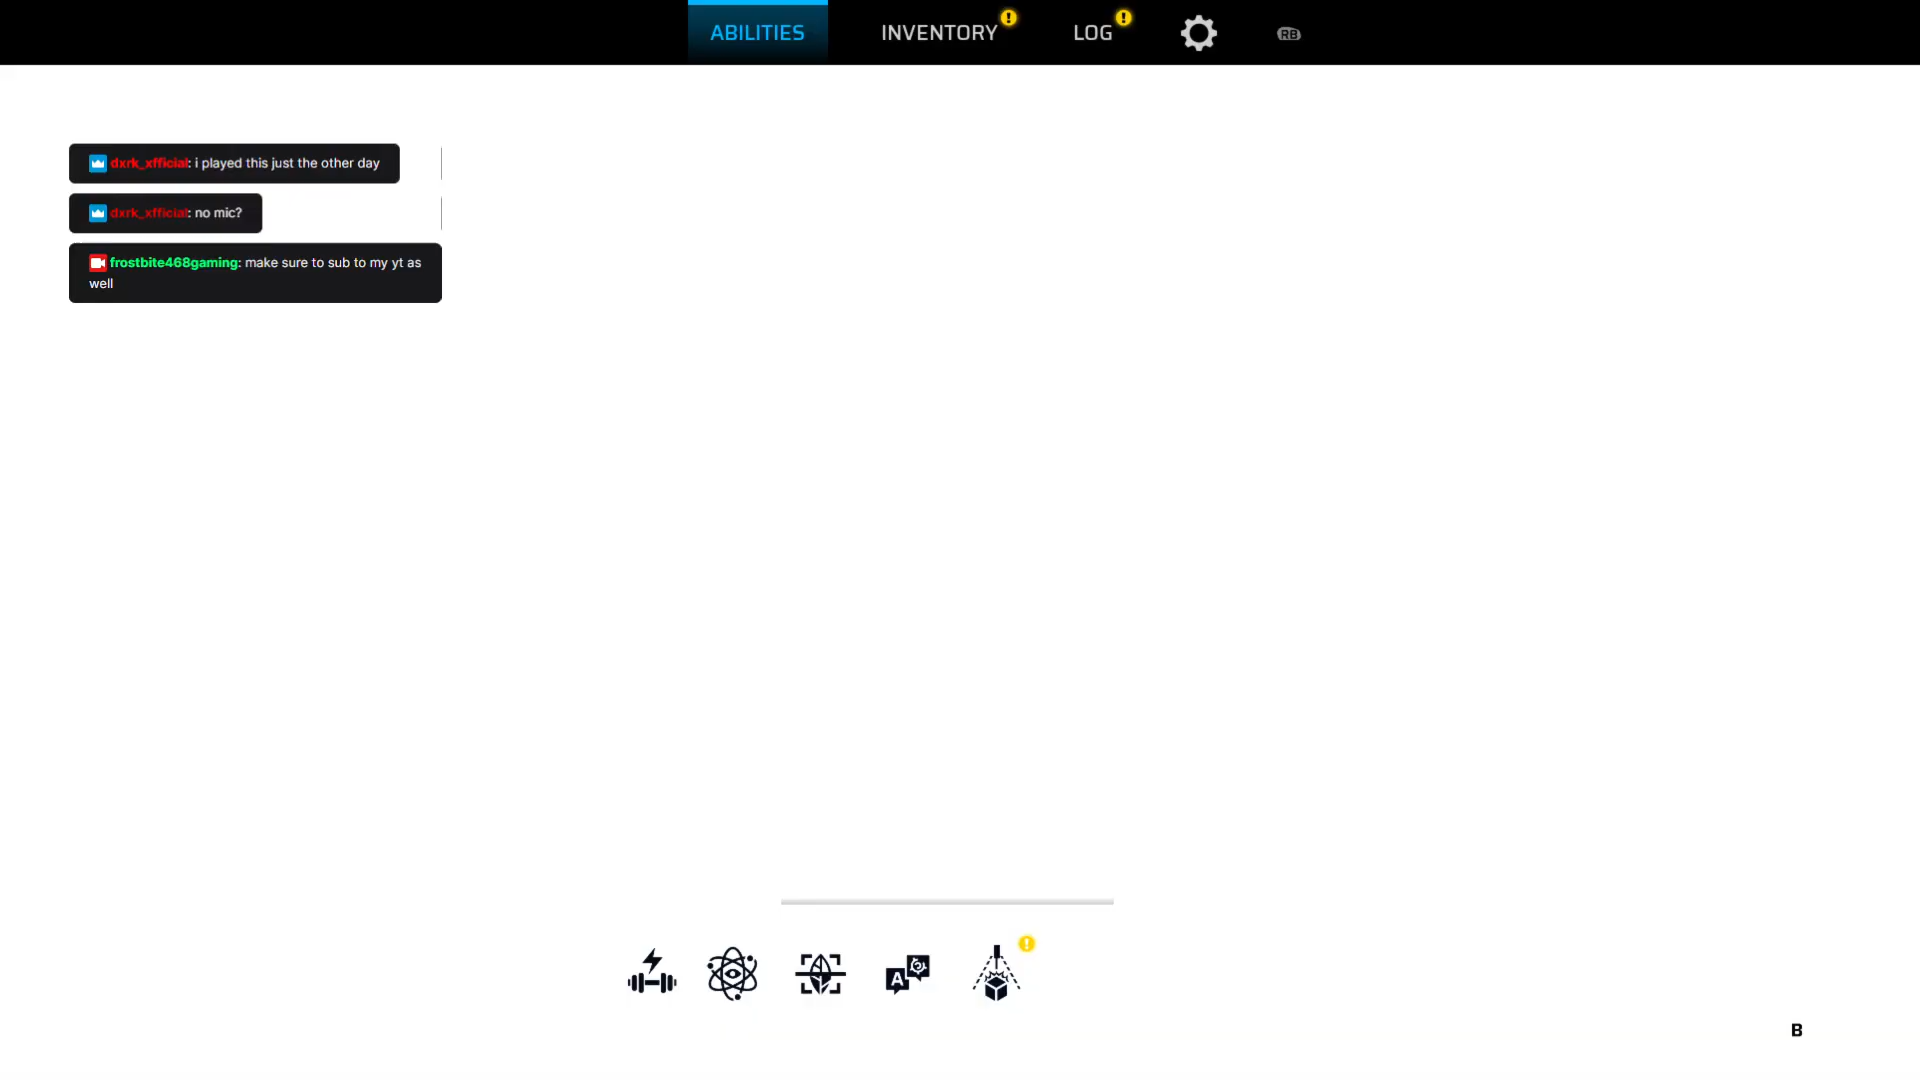 ABILITIES INVENTORY ! LOG ! RB
dxrk_xfficial: i played this just the other day
dxrk_xfficial: no mic?
frostbite468gaming: make sure to sub to my yt as
well
A !
B